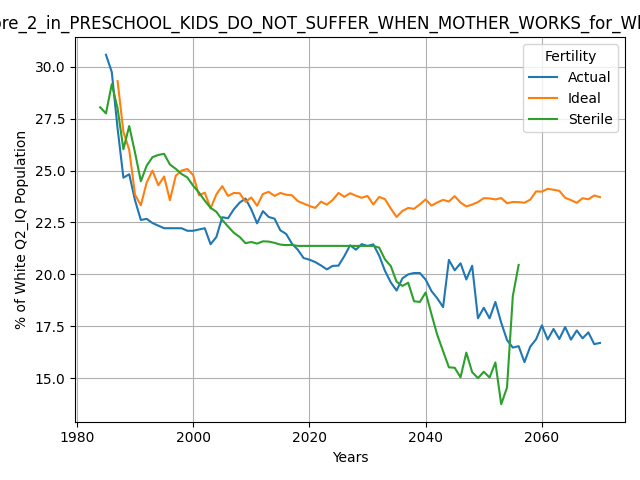 ore_2_in_PRESCHOOL_KIDS_DO_NOT_SUFFER_WHEN_MOTHER_WORKS_for_Wh
Fertility
Actual
Ideal
Sterile
% of White Q2_IQ Population
30.0
27.5
25.0
22.5
20.0
17.5
15.0
1980
2000
2020
2040
2060
Years